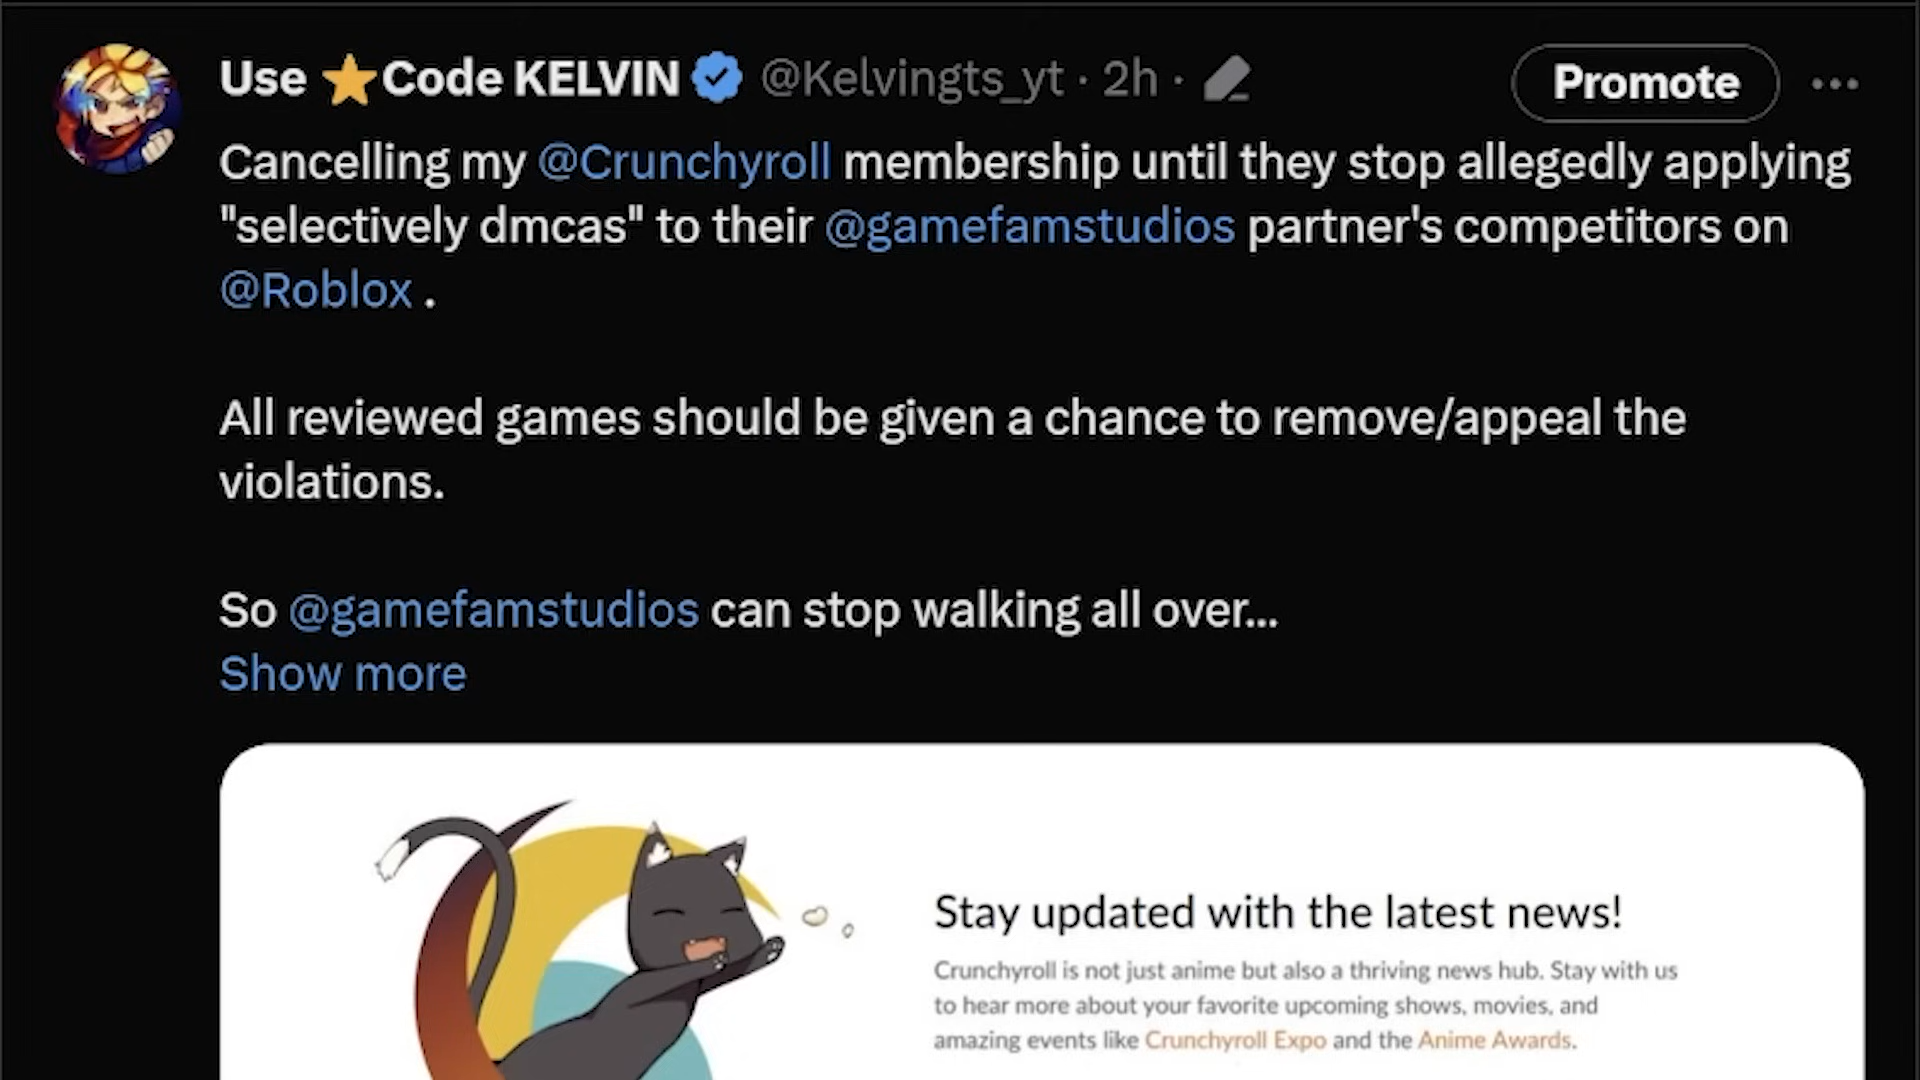 Use ⭐Code KELVIN @Kelvingts_yt · 2h ·
Promote
Cancelling my @Crunchyroll membership until they stop allegedly applying
"selectively dmcas" to their @gamefamstudios partner's competitors on
@Roblox .
All reviewed games should be given a chance to remove/appeal the
violations.
So @gamefamstudios can stop walking all over...
Show more
Stay updated with the latest news!
Crunchyroll is not just anime but also a thriving news hub. Stay with us
to hear more about your favorite upcoming shows, movies, and
amazing events like Crunchyroll Expo and the Anime Awards.